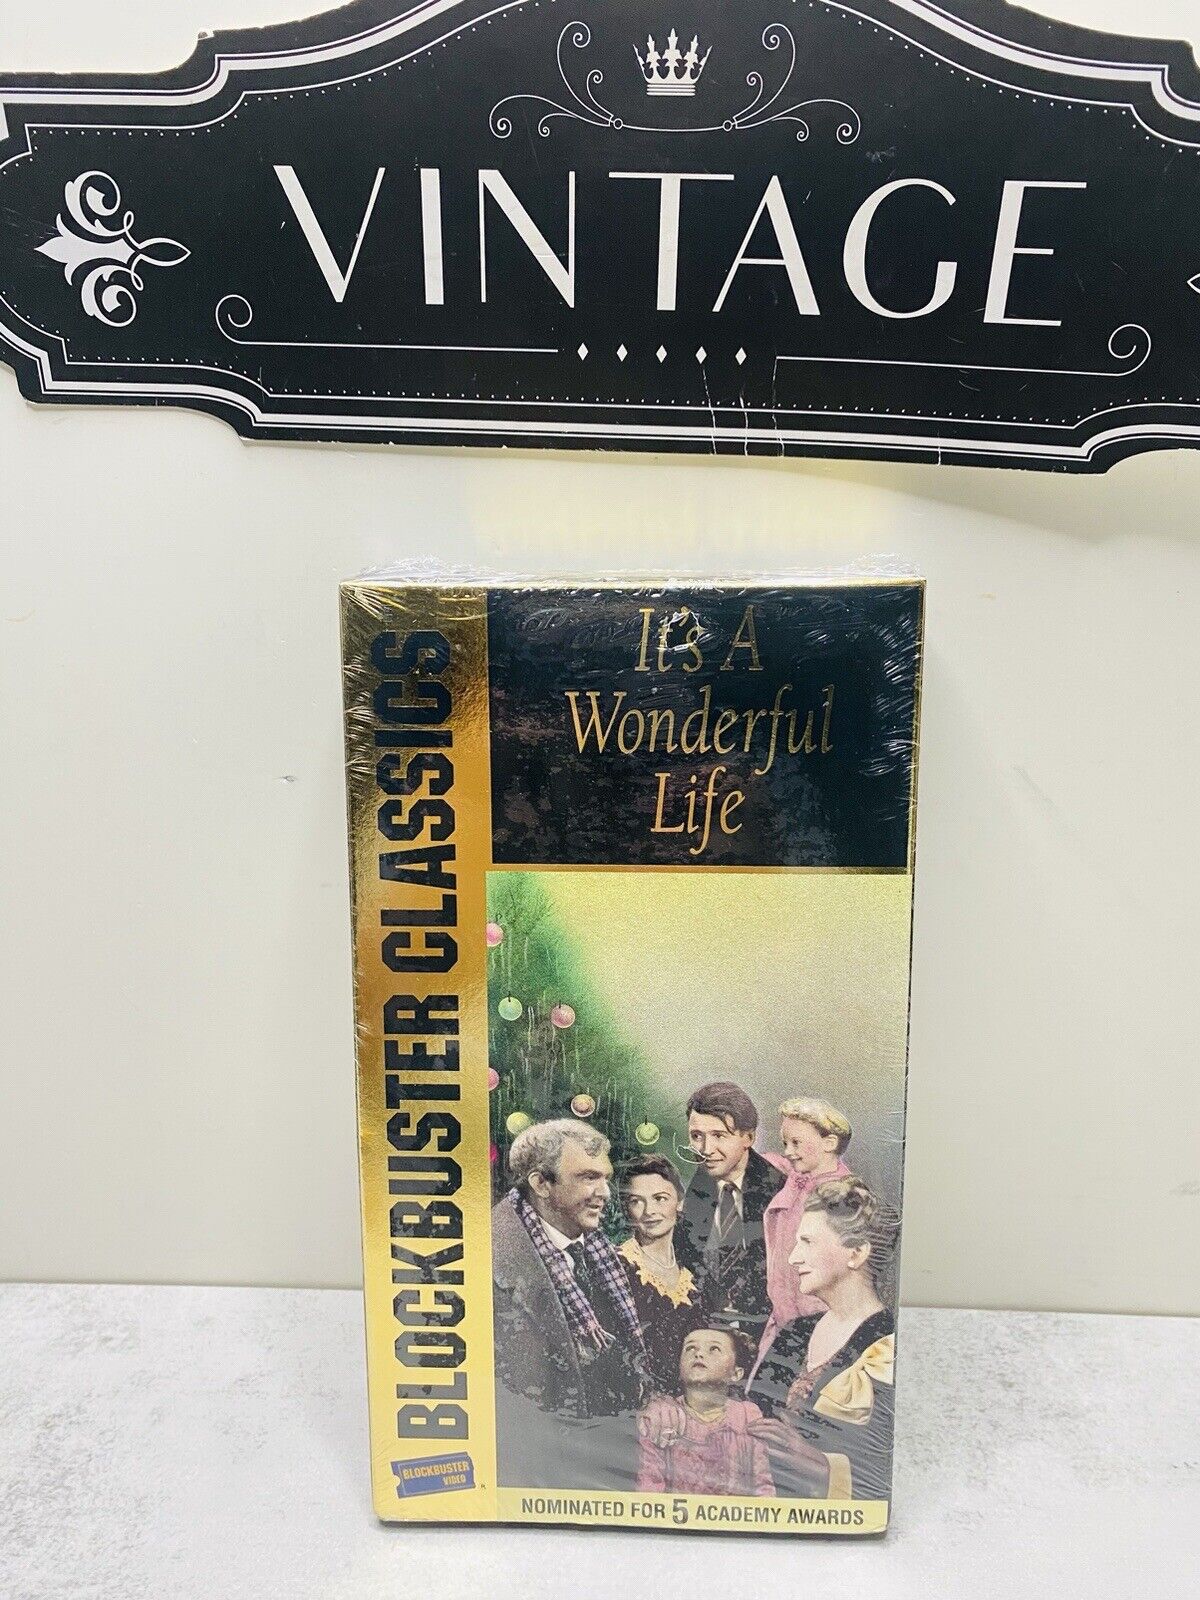 VINTAGE
It's A
Wonderful
Life
BLOCKBUSTER CLASSICS
BLOCKBUSTER
VIDEO
®
NOMINATED FOR 5 ACADEMY AWARDS